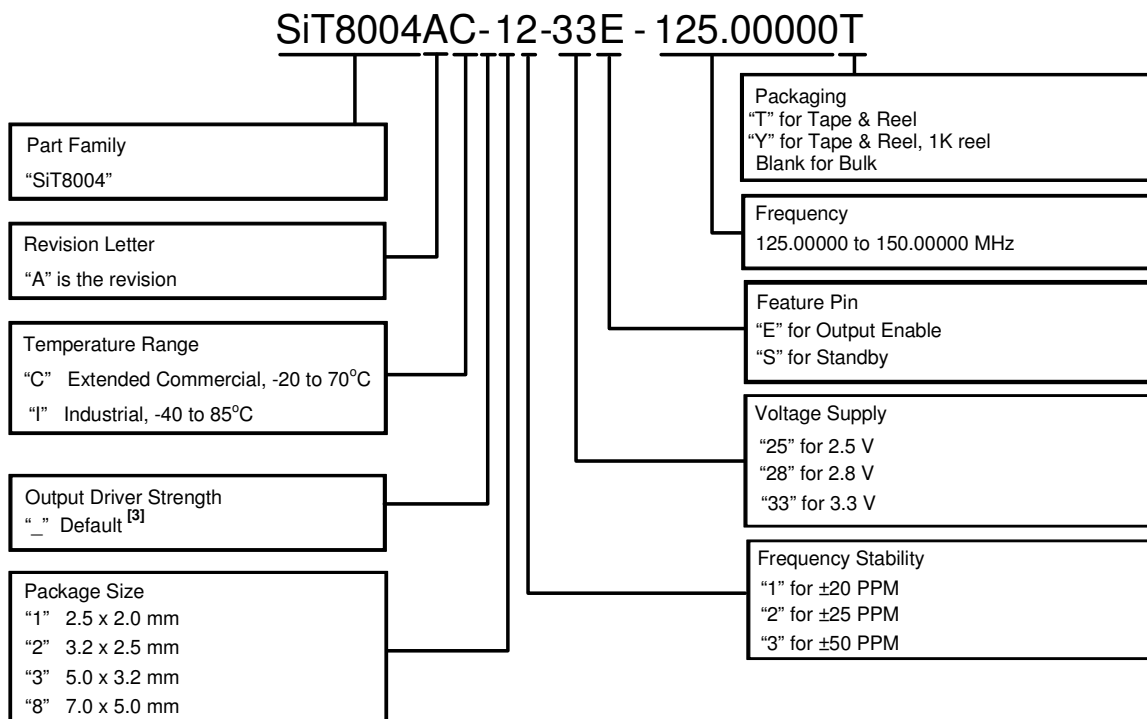 SiT8004AC-12-33E - 125.00000T
Part Family
“SiT8004”
Revision Letter
“A” is the revision
Temperature Range
“C” Extended Commercial, -20 to 70°C
“I” Industrial, -40 to 85°C
Output Driver Strength
“_” Default [3]
Package Size
“1” 2.5 x 2.0 mm
“2” 3.2 x 2.5 mm
“3” 5.0 x 3.2 mm
“8” 7.0 x 5.0 mm
Packaging
“T” for Tape & Reel
“Y” for Tape & Reel, 1K reel
Blank for Bulk
Frequency
125.00000 to 150.00000 MHz
Feature Pin
“E” for Output Enable
“S” for Standby
Voltage Supply
“25” for 2.5 V
“28” for 2.8 V
“33” for 3.3 V
Frequency Stability
“1” for ±20 PPM
“2” for ±25 PPM
“3” for ±50 PPM